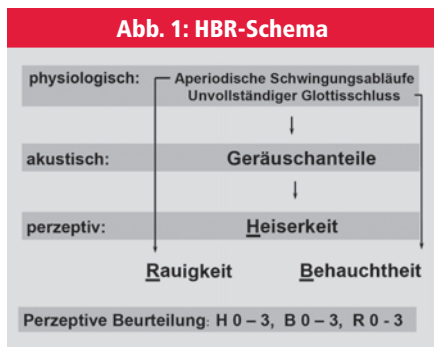 Abb. 1: HBR-Schema
physiologisch: Aperiodische Schwingungsabläufe
Unvollständiger Glottisschluss
akustisch: Geräuschanteile
perzeptiv: Heiserkeit
Rauigkeit Behauchtheit
Perzeptive Beurteilung: H 0 – 3, B 0 – 3, R 0 - 3